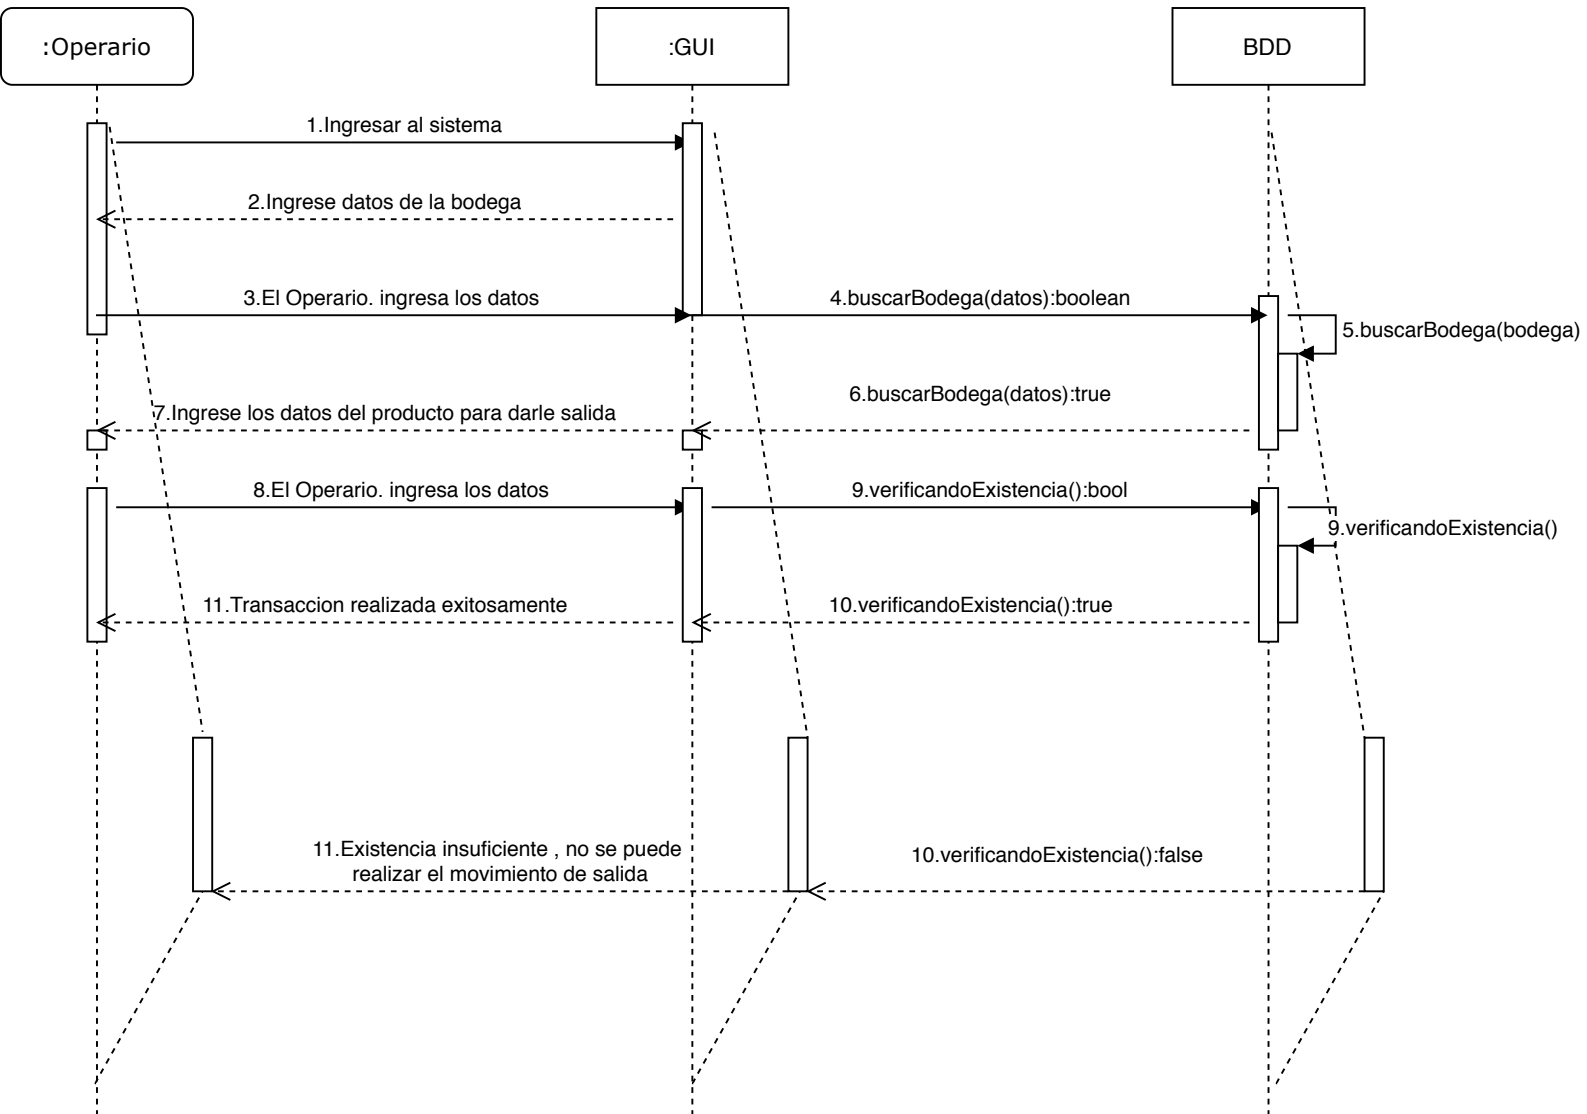 :Operario
:GUI
BDD
1.Ingresar al sistema
2.Ingrese datos de la bodega
3.El Operario. ingresa los datos
4.buscarBodega(datos):boolean
5.buscarBodega(bodega)
6.buscarBodega(datos):true
7.Ingrese los datos del producto para darle salida
8.El Operario. ingresa los datos
9.verificandoExistencia():bool
9.verificandoExistencia()
11.Transaccion realizada exitosamente
10.verificandoExistencia():true
11.Existencia insuficiente , no se puede
realizar el movimiento de salida
10.verificandoExistencia():false